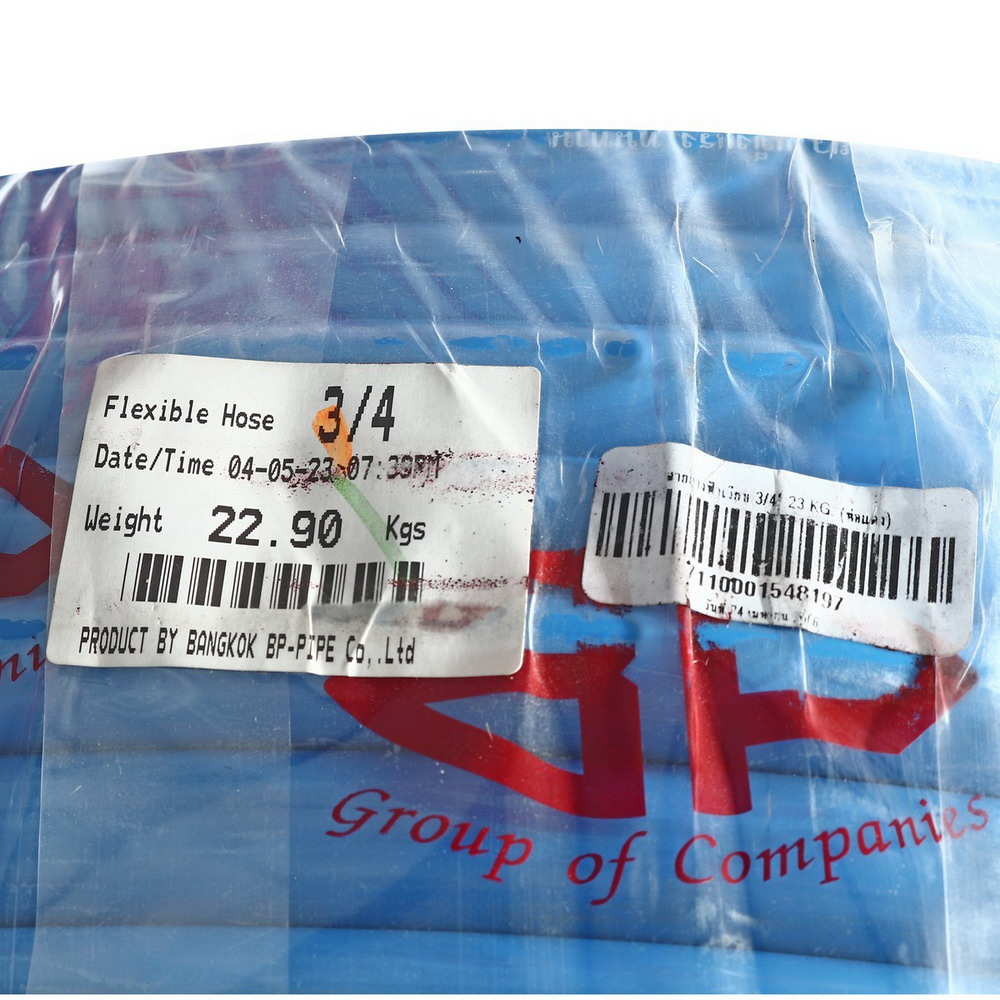 Flexible Hose 3/4
Date/Time 04-05-23 07:39PM
Weight 22.90 Kgs
PRODUCT BY BANGKOK BP-PIPE Co,.Ltd
3/4" 23 KG.
7110001548197
Group of Companies